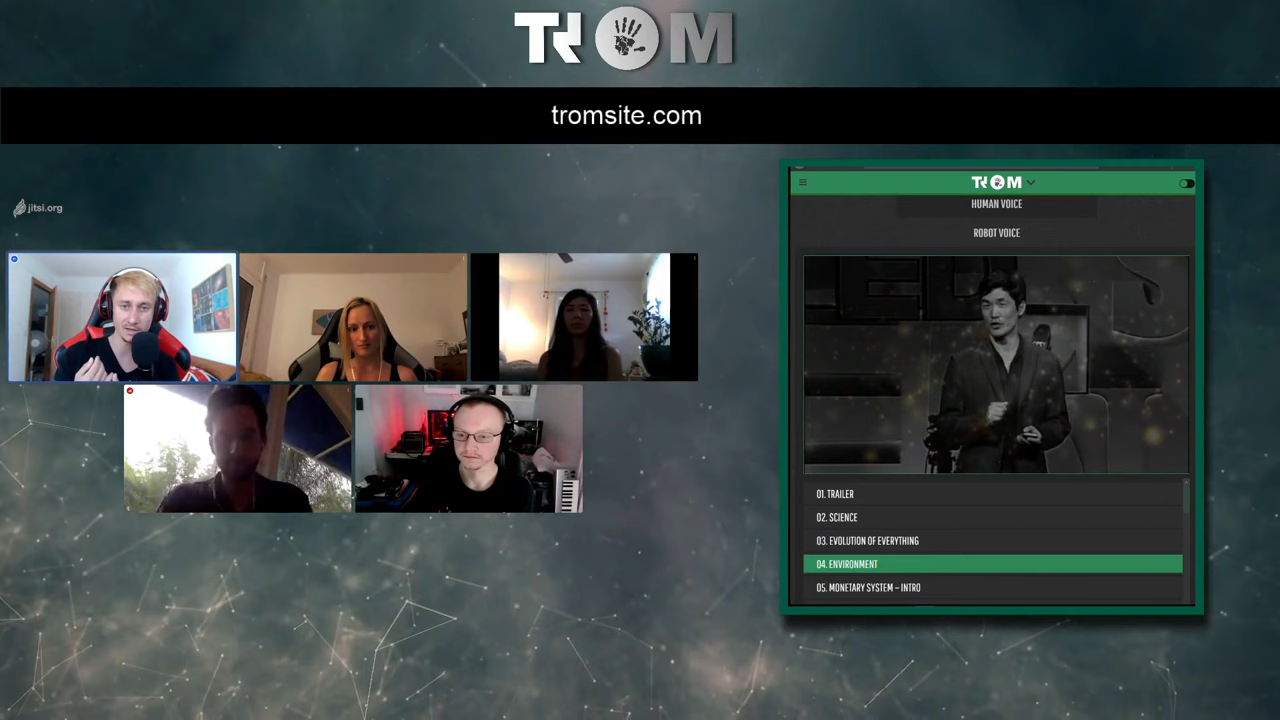 TROM
tromsite.com
jitsi.org
TROM
HUMAN VOICE
ROBOT VOICE
01. TRAILER
02. SCIENCE
03. EVOLUTION OF EVERYTHING
04. ENVIRONMENT
05. MONETARY SYSTEM – INTRO